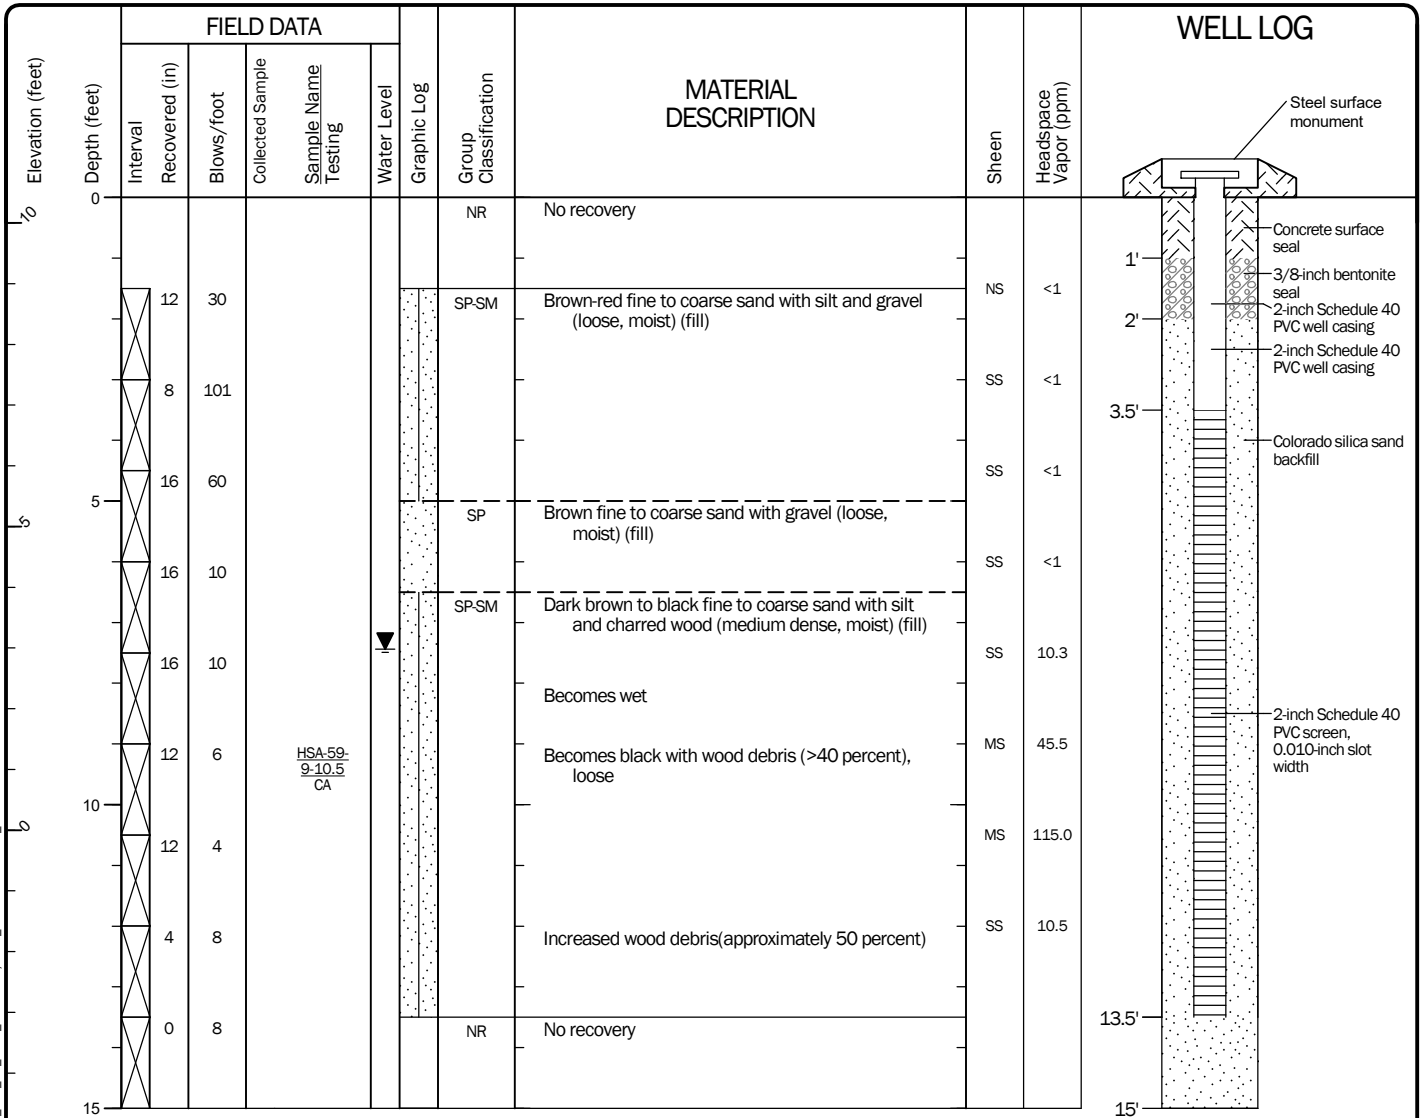 FIELD DATA
WELL LOG
Elevation (feet)
Depth (feet)
Interval
Recovered (in)
Blows/foot
Collected Sample
Sample Name
Testing
Water Level
Graphic Log
Group
Classification
MATERIAL
DESCRIPTION
Sheen
Headspace
Vapor (ppm)
Steel surface
monument
0
NR
No recovery
10
Concrete surface
seal
1'
3/8-inch bentonite
seal
12
30
SP-SM
Brown-red fine to coarse sand with silt and gravel
(loose, moist) (fill)
NS
<1
2'
2-inch Schedule 40
PVC well casing
2-inch Schedule 40
PVC well casing
8
101
SS
<1
3.5'
Colorado silica sand
backfill
16
60
SS
<1
5
5
SP
Brown fine to coarse sand with gravel (loose,
moist) (fill)
16
10
SS
<1
SP-SM
Dark brown to black fine to coarse sand with silt
and charred wood (medium dense, moist) (fill)
16
10
SS
10.3
Becomes wet
2-inch Schedule 40
PVC screen,
0.010-inch slot
width
12
6
HSA-59-
9-10.5
CA
Becomes black with wood debris (>40 percent),
loose
MS
45.5
10
0
12
4
MS
115.0
4
8
Increased wood debris(approximately 50 percent)
SS
10.5
13.5'
0
8
NR
No recovery
15
15'